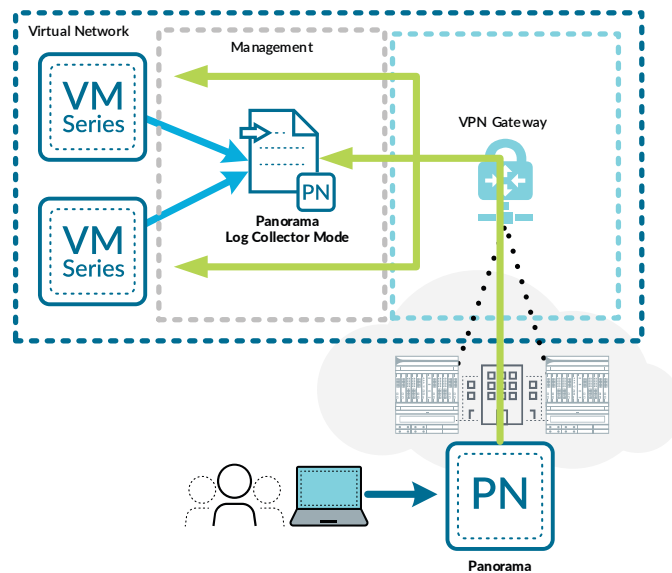 Virtual Network
Management
VM
Series
VPN Gateway
PN
Panorama
Log Collector Mode
VM
Series
PN
Panorama